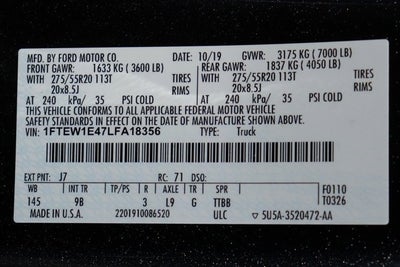 MFD. BY FORD MOTOR CO. 10/19 GVWR: 3175 KG (7000 LB)
FRONT GAWR: 1633 KG (3600 LB) REAR GAWR: 1837 KG (4050 LB)
WITH 275/55R20 113T TIRES WITH 275/55R20 113T TIRES
20x8.5J RIMS 20x8.5J RIMS
AT 240 kPa/ 35 PSI COLD AT 240 kPa/ 35 PSI COLD
THIS VEHICLE CONFORMS TO ALL APPLICABLE FEDERAL MOTOR VEHICLE
SAFETY STANDARDS IN EFFECT ON THE DATE OF MANUFACTURE SHOWN ABOVE.
VIN: 1FTEW1E47LFA18356 TYPE: Truck
EXT PNT: J7 RC: 71 DSO:
WB INT TR TP/PS R AXLE TR SPR F0110
145 9B 3 L9 G TTBB T0326
MADE IN U.S.A. 2201910086520 ULC 5U5A-3520472-AA